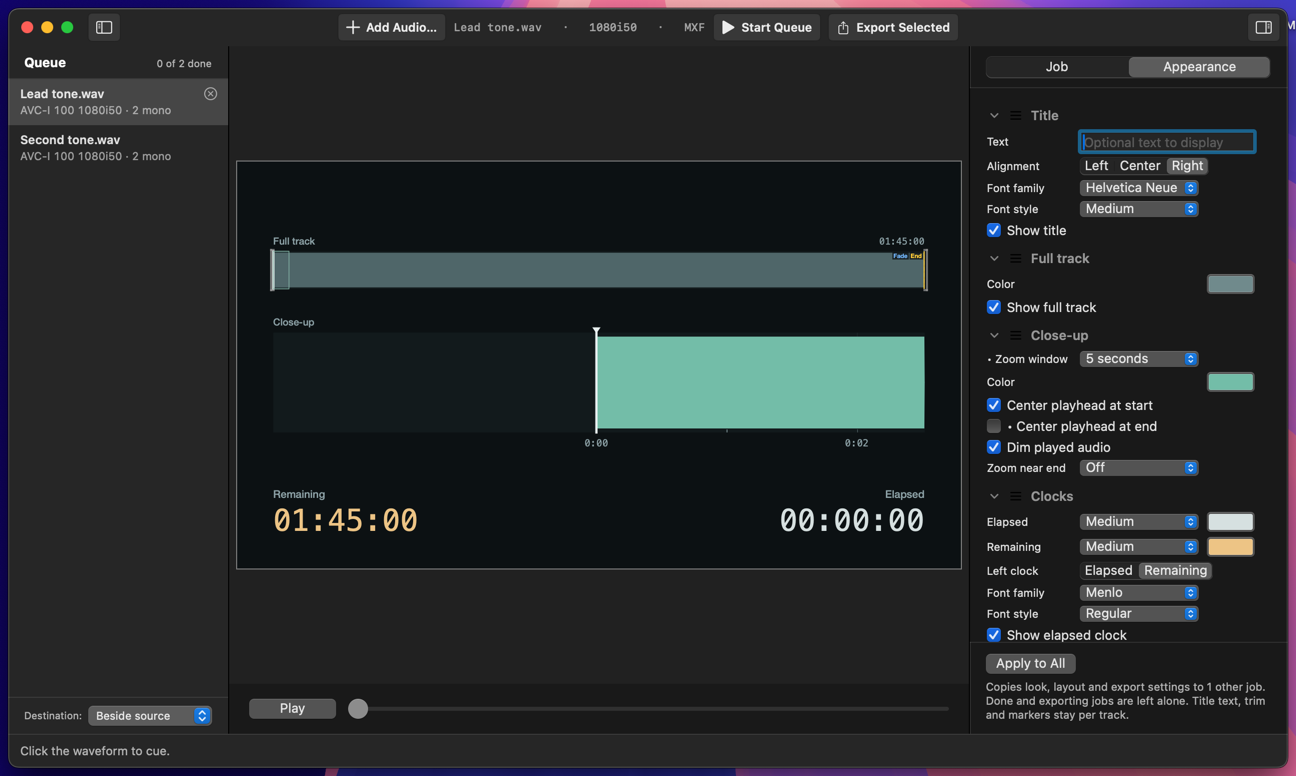 Add Audio...
Lead tone.wav · 1080i50 · MXF
Start Queue
Export Selected
Queue
0 of 2 done
Lead tone.wav
AVC-I 100 1080i50 · 2 mono
Second tone.wav
AVC-I 100 1080i50 · 2 mono
Destination: Beside source
Click the waveform to cue.
Full track
01:45:00
Fade End
Close-up
0:00
0:02
Remaining
01:45:00
Elapsed
00:00:00
Play
Job
Appearance
Title
Text Optional text to display
Alignment Left Center Right
Font family Helvetica Neue
Font style Medium
Show title
Full track
Color
Show full track
Close-up
• Zoom window 5 seconds
Color
Center playhead at start
• Center playhead at end
Dim played audio
Zoom near end Off
Clocks
Elapsed Medium
Remaining Medium
Left clock Elapsed Remaining
Font family Menlo
Font style Regular
Show elapsed clock
Apply to All
Copies look, layout and export settings to 1 other job.
Done and exporting jobs are left alone. Title text, trim
and markers stay per track.